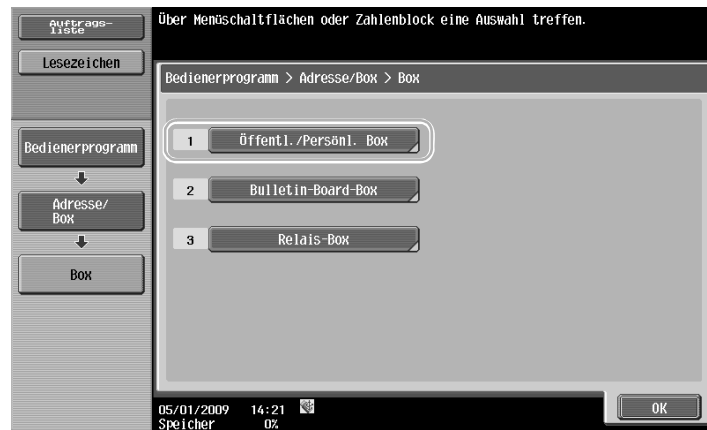 Auftrags-
liste
Über Menüschaltflächen oder Zahlenblock eine Auswahl treffen.
Lesezeichen
Bedienerprogramm > Adresse/Box > Box
Bedienerprogramm
Adresse/
Box
Box
1 Öffentl./Persönl. Box
2 Bulletin-Board-Box
3 Relais-Box
05/01/2009 14:21
Speicher 0%
OK